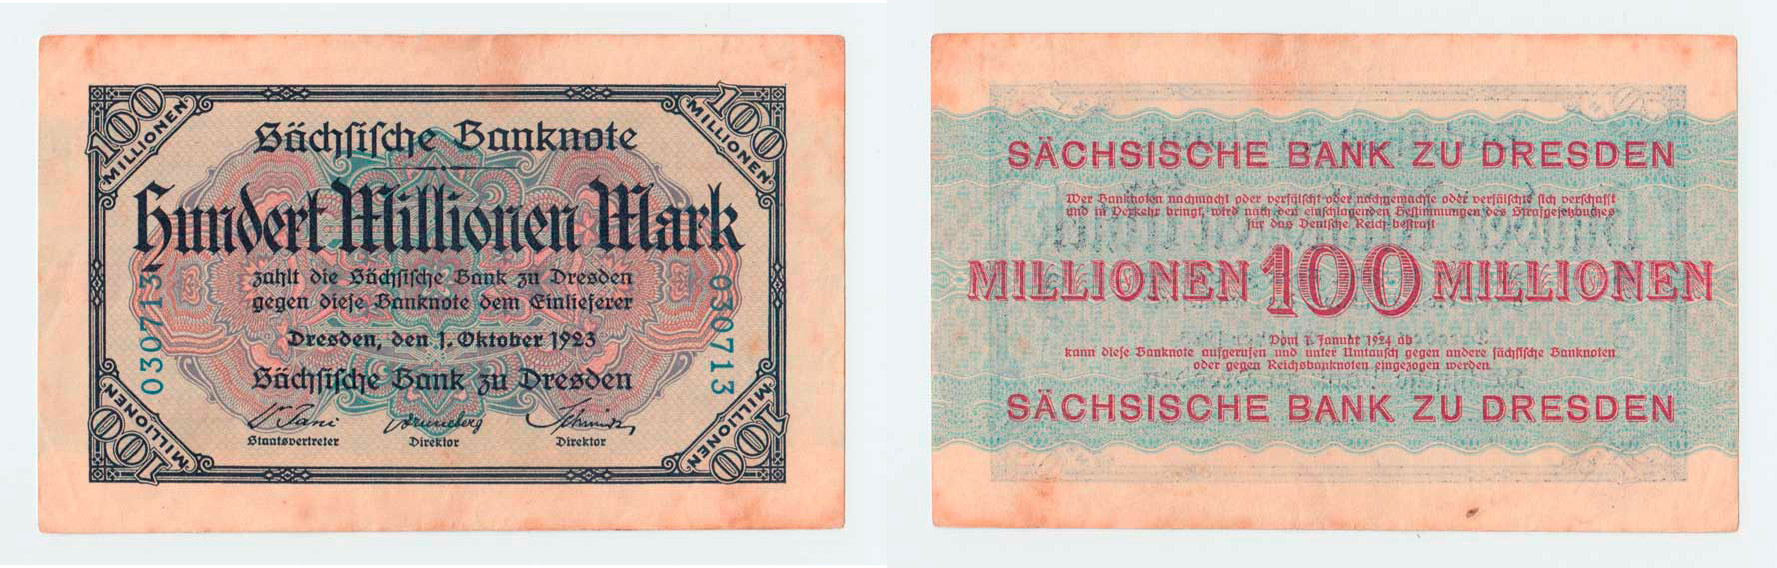 100
MILLIONEN
100
MILLIONEN
Sächsische Banknote
Hundert Millionen Mark
zahlt die Sächsische Bank zu Dresden
gegen diese Banknote dem Einlieferer
Dresden, den 1. Oktober 1923
Sächsische Bank zu Dresden
030713
030713
Staatsvertreter
Direktor
Direktor
100
MILLIONEN
100
MILLIONEN
SÄCHSISCHE BANK ZU DRESDEN
Wer Banknoten nachmacht oder verfälscht oder nachgemachte oder verfälschte sich verschafft
und in Verkehr bringt, wird nach den einschlagenden Bestimmungen des Strafgesetzbuches
für das Deutsche Reich bestraft
MILLIONEN 100 MILLIONEN
Vom 1. Januar 1924 ab
kann diese Banknote aufgerufen und unter Umtausch gegen andere sächsische Banknoten
oder gegen Reichsbanknoten eingezogen werden
SÄCHSISCHE BANK ZU DRESDEN